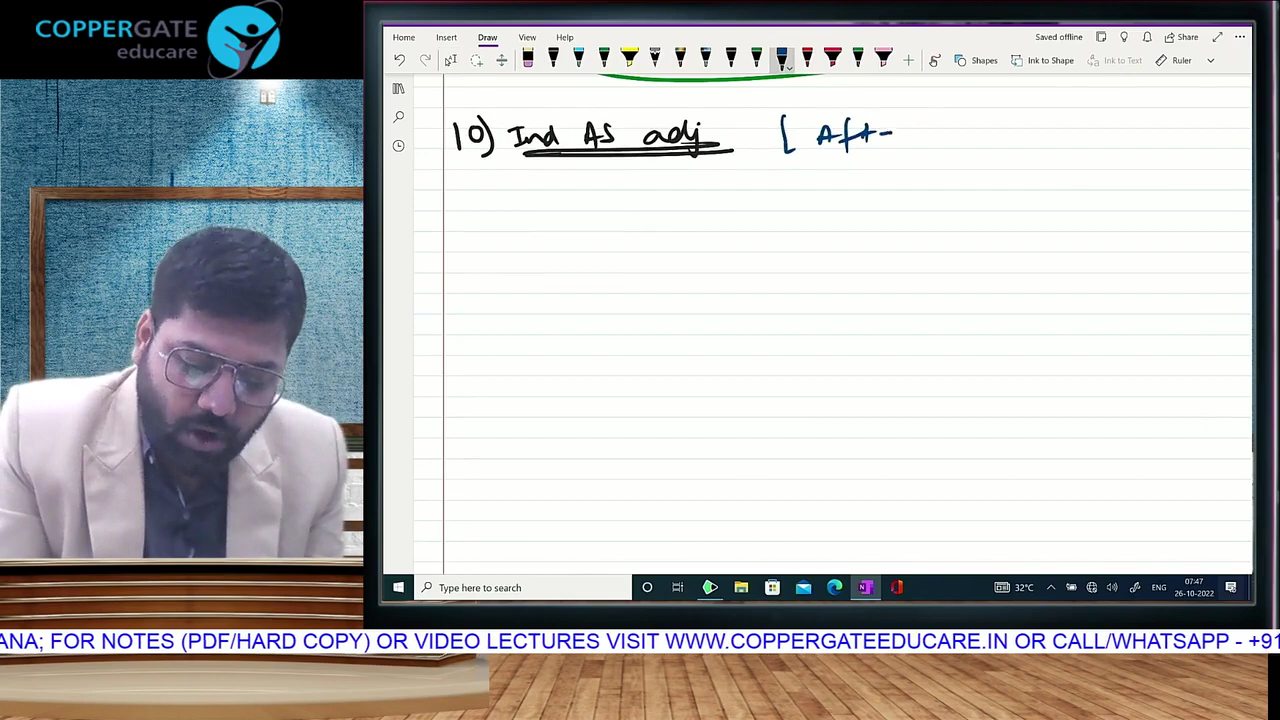 COPPERGATE
educare
Home Insert Draw View Help
Saved offline
Share
Shapes
Ink to Shape
Ink to Text
Ruler
10) Ind AS adj [ Aft-
Type here to search
32°C
ENG
07:47
26-10-2022
ANA; FOR NOTES (PDF/HARD COPY) OR VIDEO LECTURES VISIT WWW.COPPERGATEEDUCARE.IN OR CALL/WHATSAPP - +91